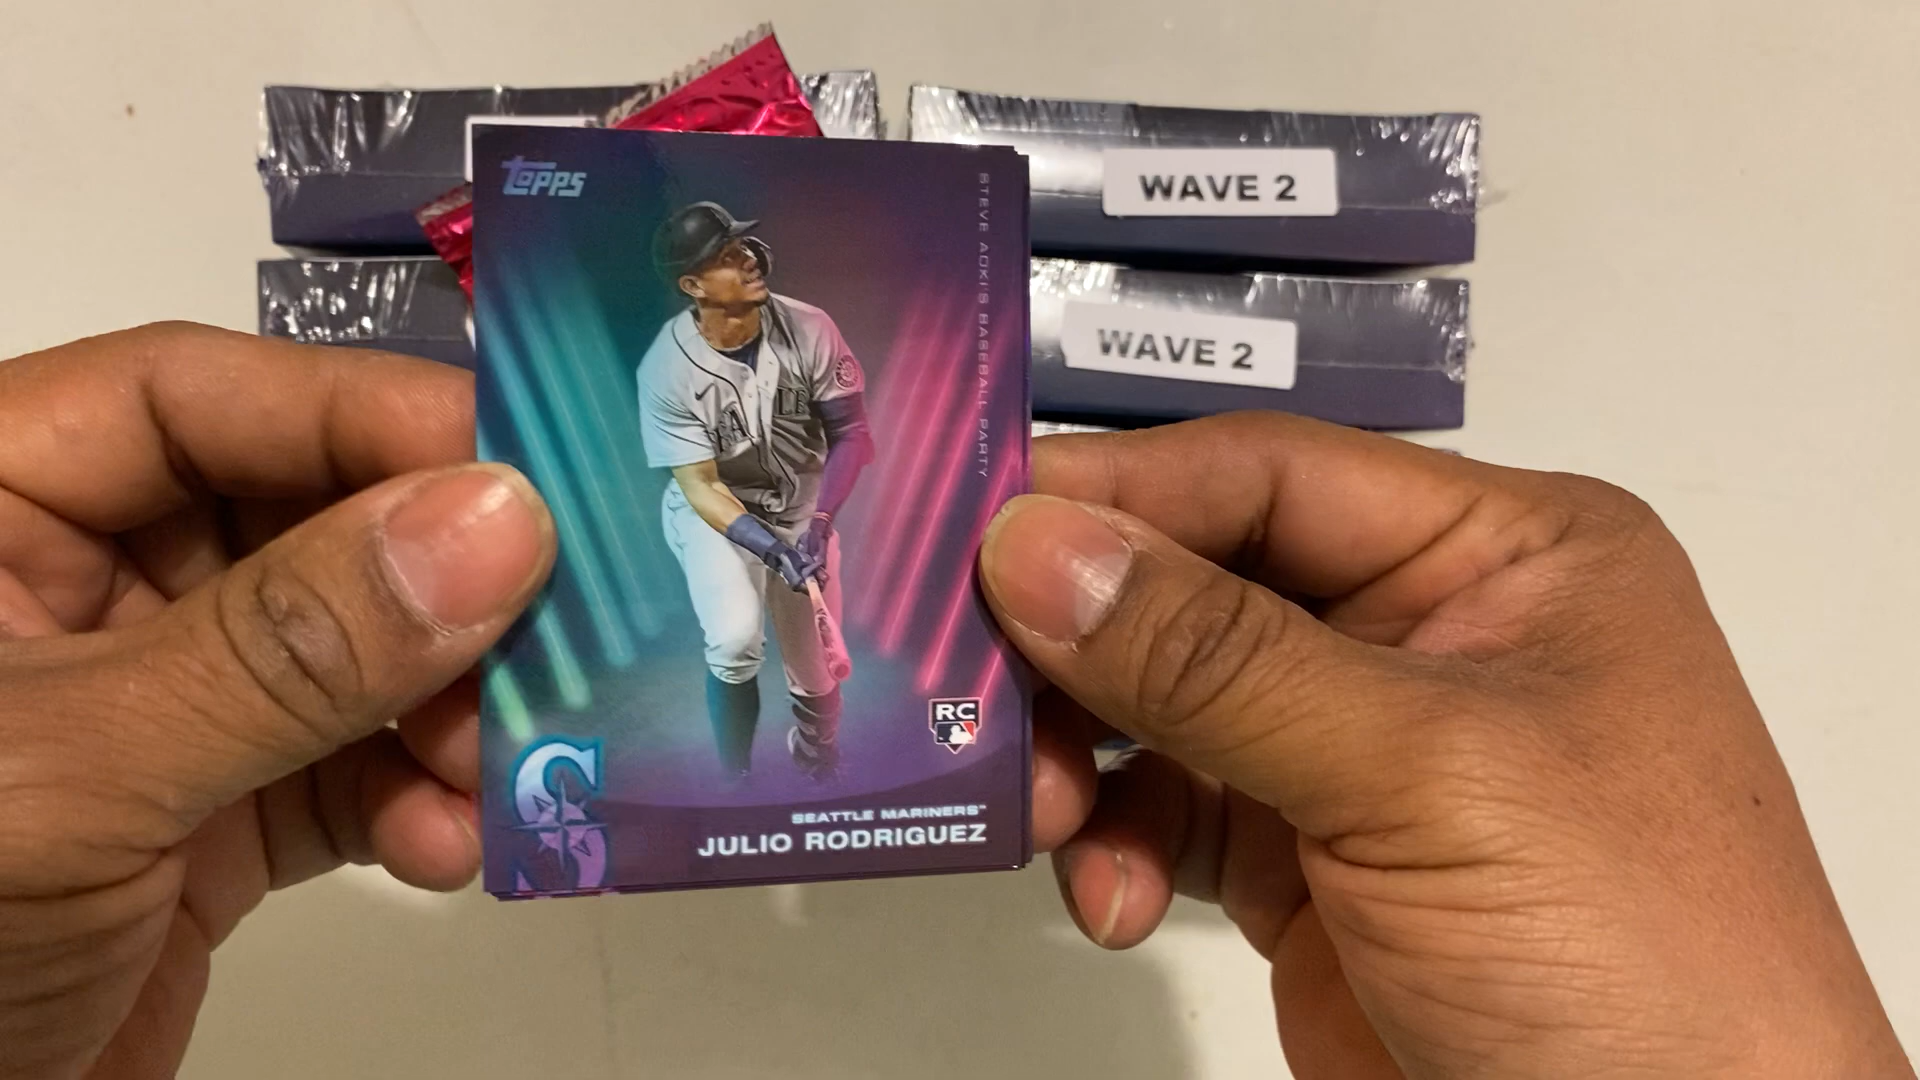 WAVE 2
WAVE 2
topps
STEVE AOKI'S BASEBALL PARTY
RC
SEATTLE MARINERS™
JULIO RODRIGUEZ